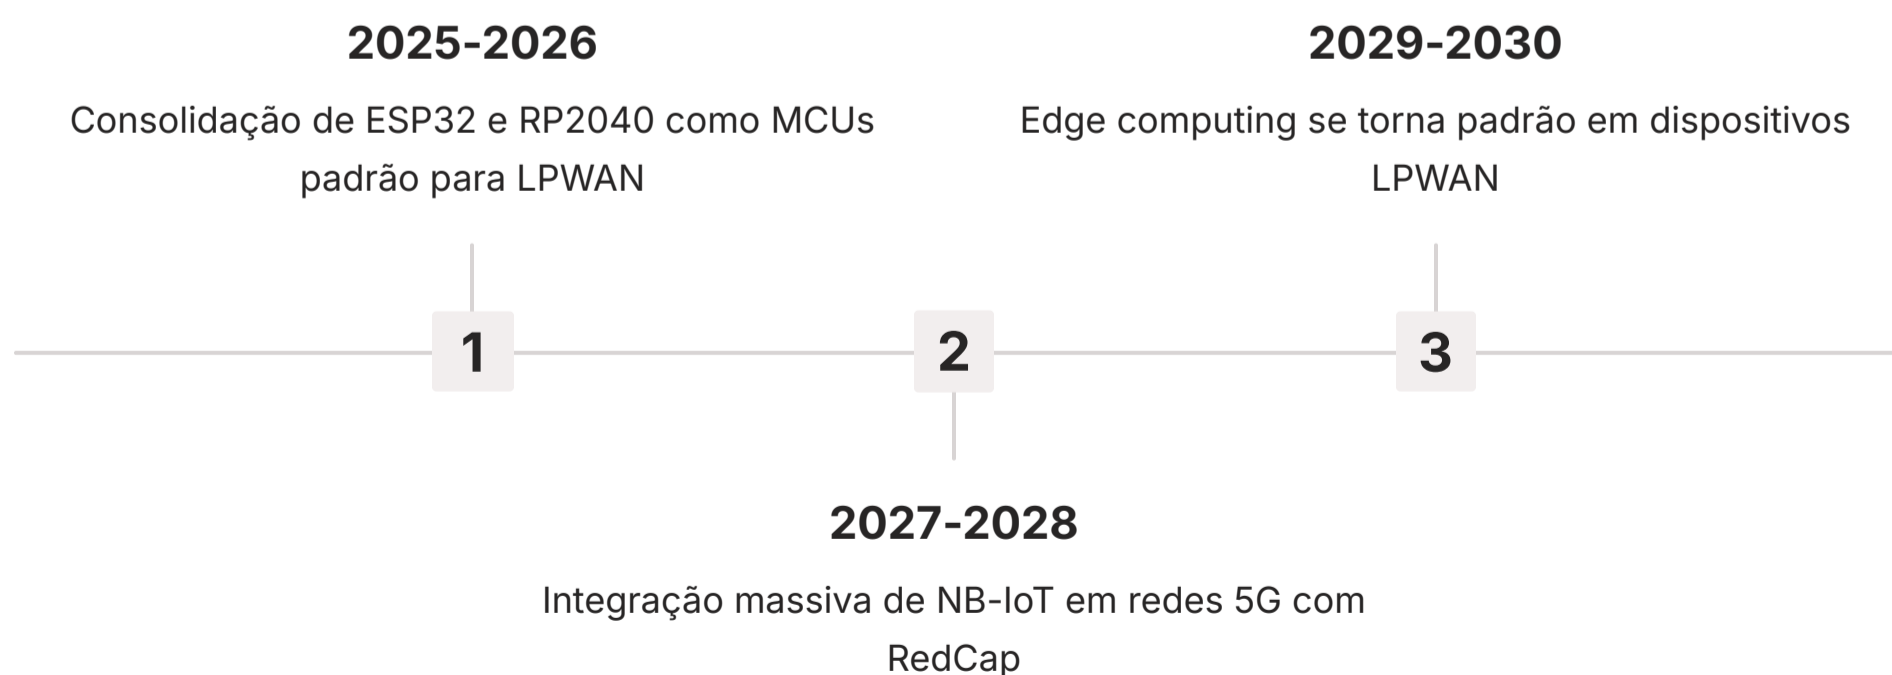 2025-2026
Consolidação de ESP32 e RP2040 como MCUs
padrão para LPWAN
2029-2030
Edge computing se torna padrão em dispositivos
LPWAN
1
2
3
2027-2028
Integração massiva de NB-IoT em redes 5G com
RedCap